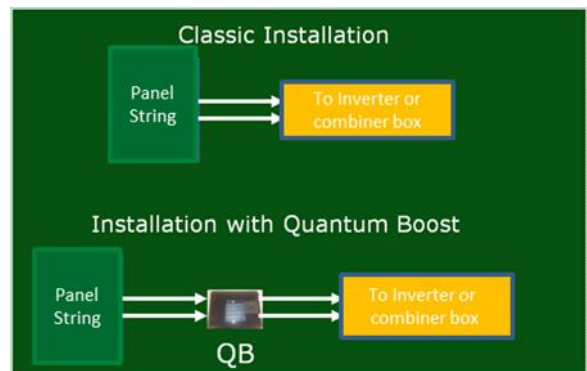 Classic Installation
Panel
String
To Inverter or
combiner box
Installation with Quantum Boost
Panel
String
To Inverter or
combiner box
QB